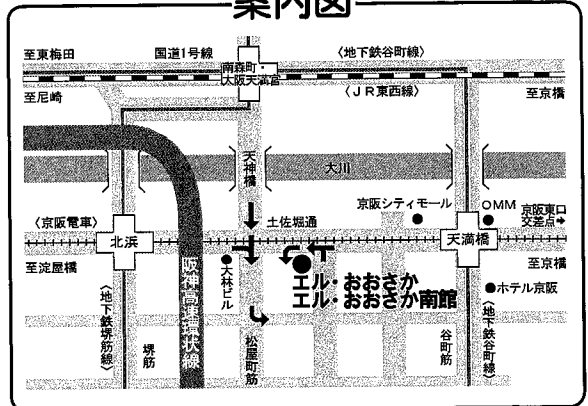 案内図
至東梅田
国道1号線
〈地下鉄谷町線〉
南森町・
大阪天満宮
至尼崎
〈JR東西線〉
至京橋
天神橋
大川
京阪シティモール
OMM
京阪東口
交差点→
〈京阪電車〉
土佐堀通
北浜
天満橋
至淀屋橋
至京橋
大林ビル
エル・おおさか
エル・おおさか南館
ホテル京阪
阪神高速環状線
〈地下鉄堺筋線〉
堺筋
松屋町筋
谷町筋
〈地下鉄谷町線〉